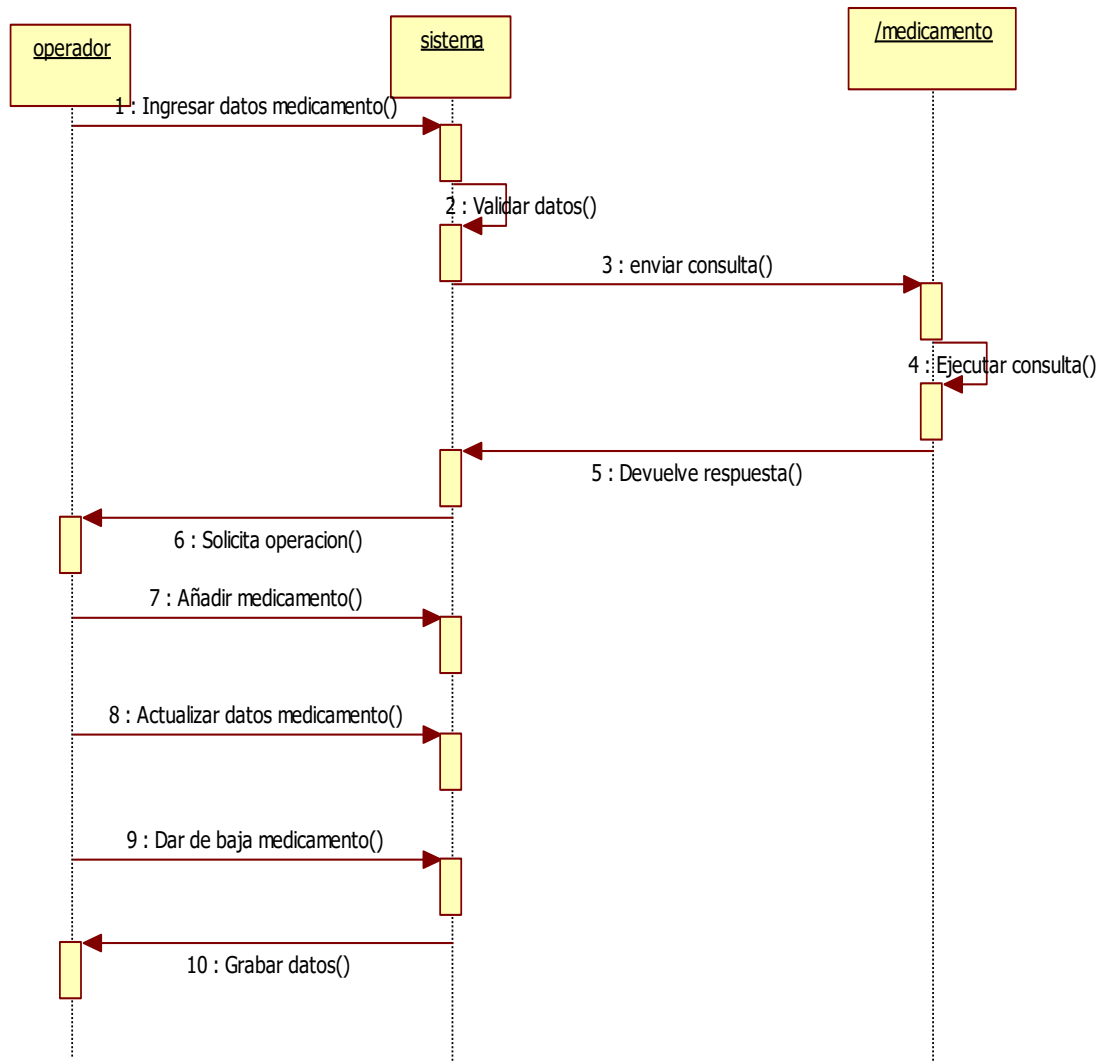 operador
sistema
/medicamento
1 : Ingresar datos medicamento()
2 : Validar datos()
3 : enviar consulta()
4 : Ejecutar consulta()
5 : Devuelve respuesta()
6 : Solicita operacion()
7 : Añadir medicamento()
8 : Actualizar datos medicamento()
9 : Dar de baja medicamento()
10 : Grabar datos()